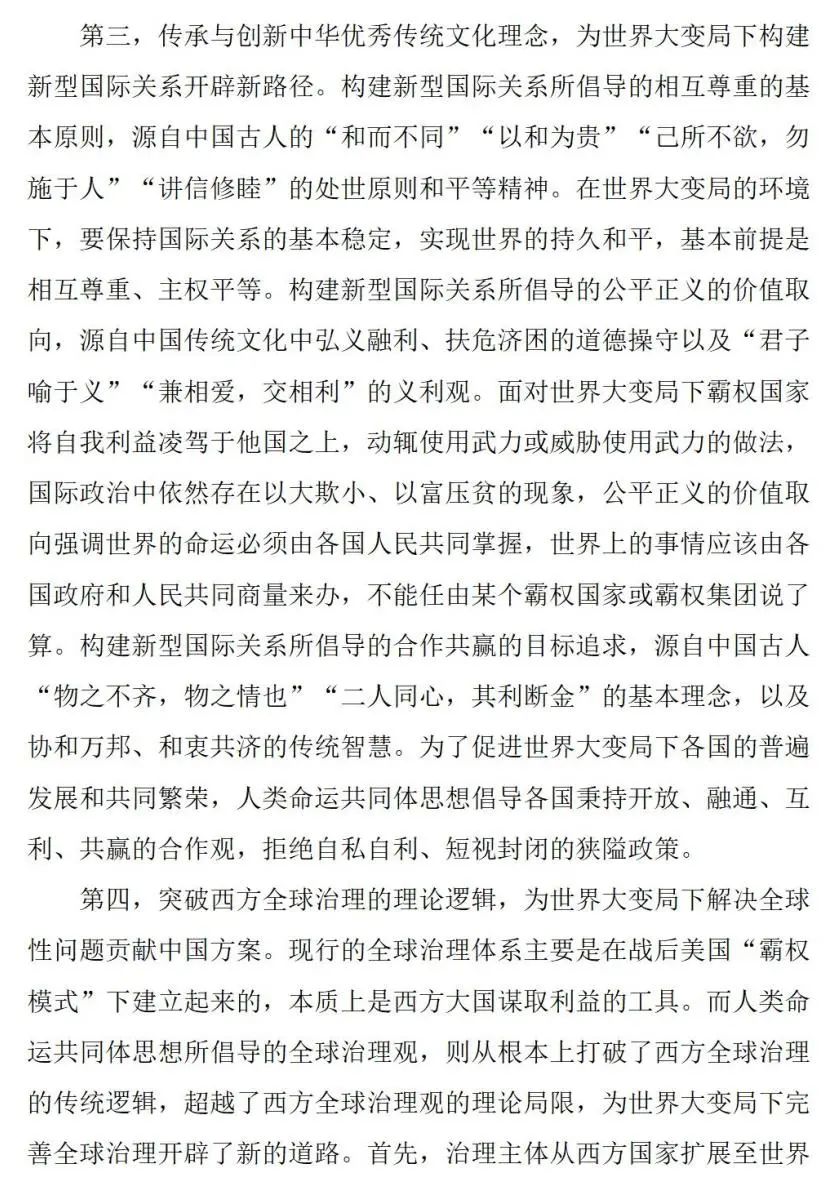 第三，传承与创新中华优秀传统文化理念，为世界大变局下构建
新型国际关系开辟新路径。构建新型国际关系所倡导的相互尊重的基
本原则，源自中国古人的“和而不同”“以和为贵”“己所不欲，勿
施于人”“讲信修睦”的处世原则和平等精神。在世界大变局的环境
下，要保持国际关系的基本稳定，实现世界的持久和平，基本前提是
相互尊重、主权平等。构建新型国际关系所倡导的公平正义的价值取
向，源自中国传统文化中弘义融利、扶危济困的道德操守以及“君子
喻于义”“兼相爱，交相利”的义利观。面对世界大变局下霸权国家
将自我利益凌驾于他国之上，动辄使用武力或威胁使用武力的做法，
国际政治中依然存在以大欺小、以富压贫的现象，公平正义的价值取
向强调世界的命运必须由各国人民共同掌握，世界上的事情应该由各
国政府和人民共同商量来办，不能任由某个霸权国家或霸权集团说了
算。构建新型国际关系所倡导的合作共赢的目标追求，源自中国古人
“物之不齐，物之情也”“二人同心，其利断金”的基本理念，以及
协和万邦、和衷共济的传统智慧。为了促进世界大变局下各国的普遍
发展和共同繁荣，人类命运共同体思想倡导各国秉持开放、融通、互
利、共赢的合作观，拒绝自私自利、短视封闭的狭隘政策。
第四，突破西方全球治理的理论逻辑，为世界大变局下解决全球
性问题贡献中国方案。现行的全球治理体系主要是在战后美国“霸权
模式”下建立起来的，本质上是西方大国谋取利益的工具。而人类命
运共同体思想所倡导的全球治理观，则从根本上打破了西方全球治理
的传统逻辑，超越了西方全球治理观的理论局限，为世界大变局下完
善全球治理开辟了新的道路。首先，治理主体从西方国家扩展至世界